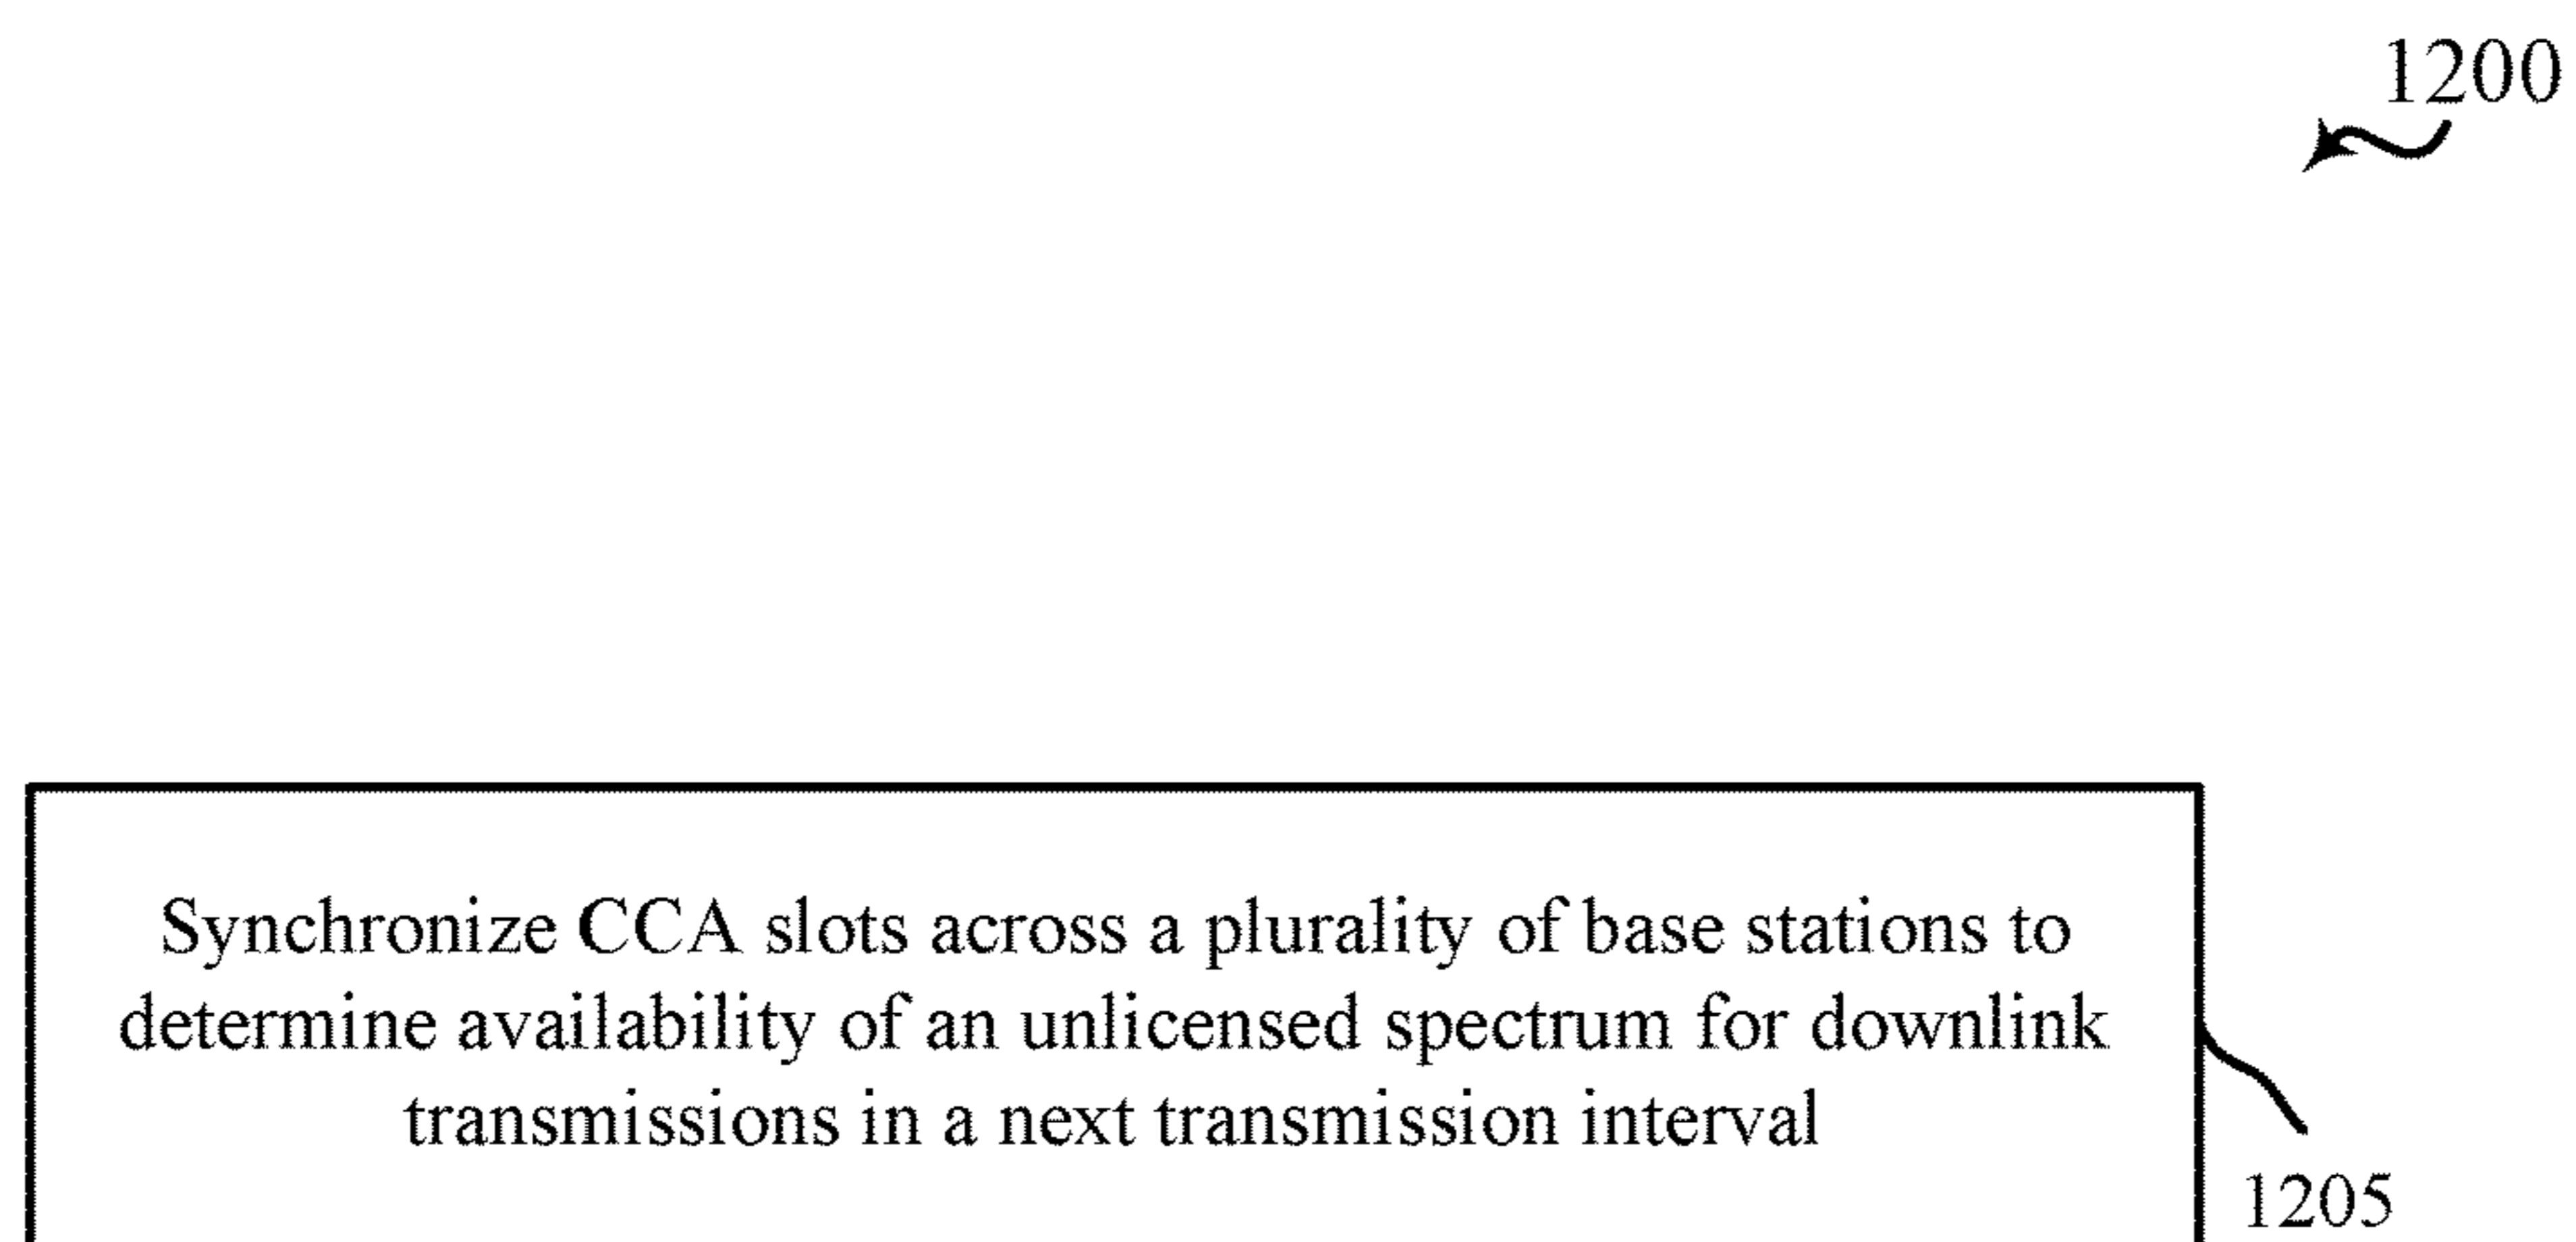 1200
Synchronize CCA slots across a plurality of base stations to
determine availability of an unlicensed spectrum for downlink
transmissions in a next transmission interval
1205